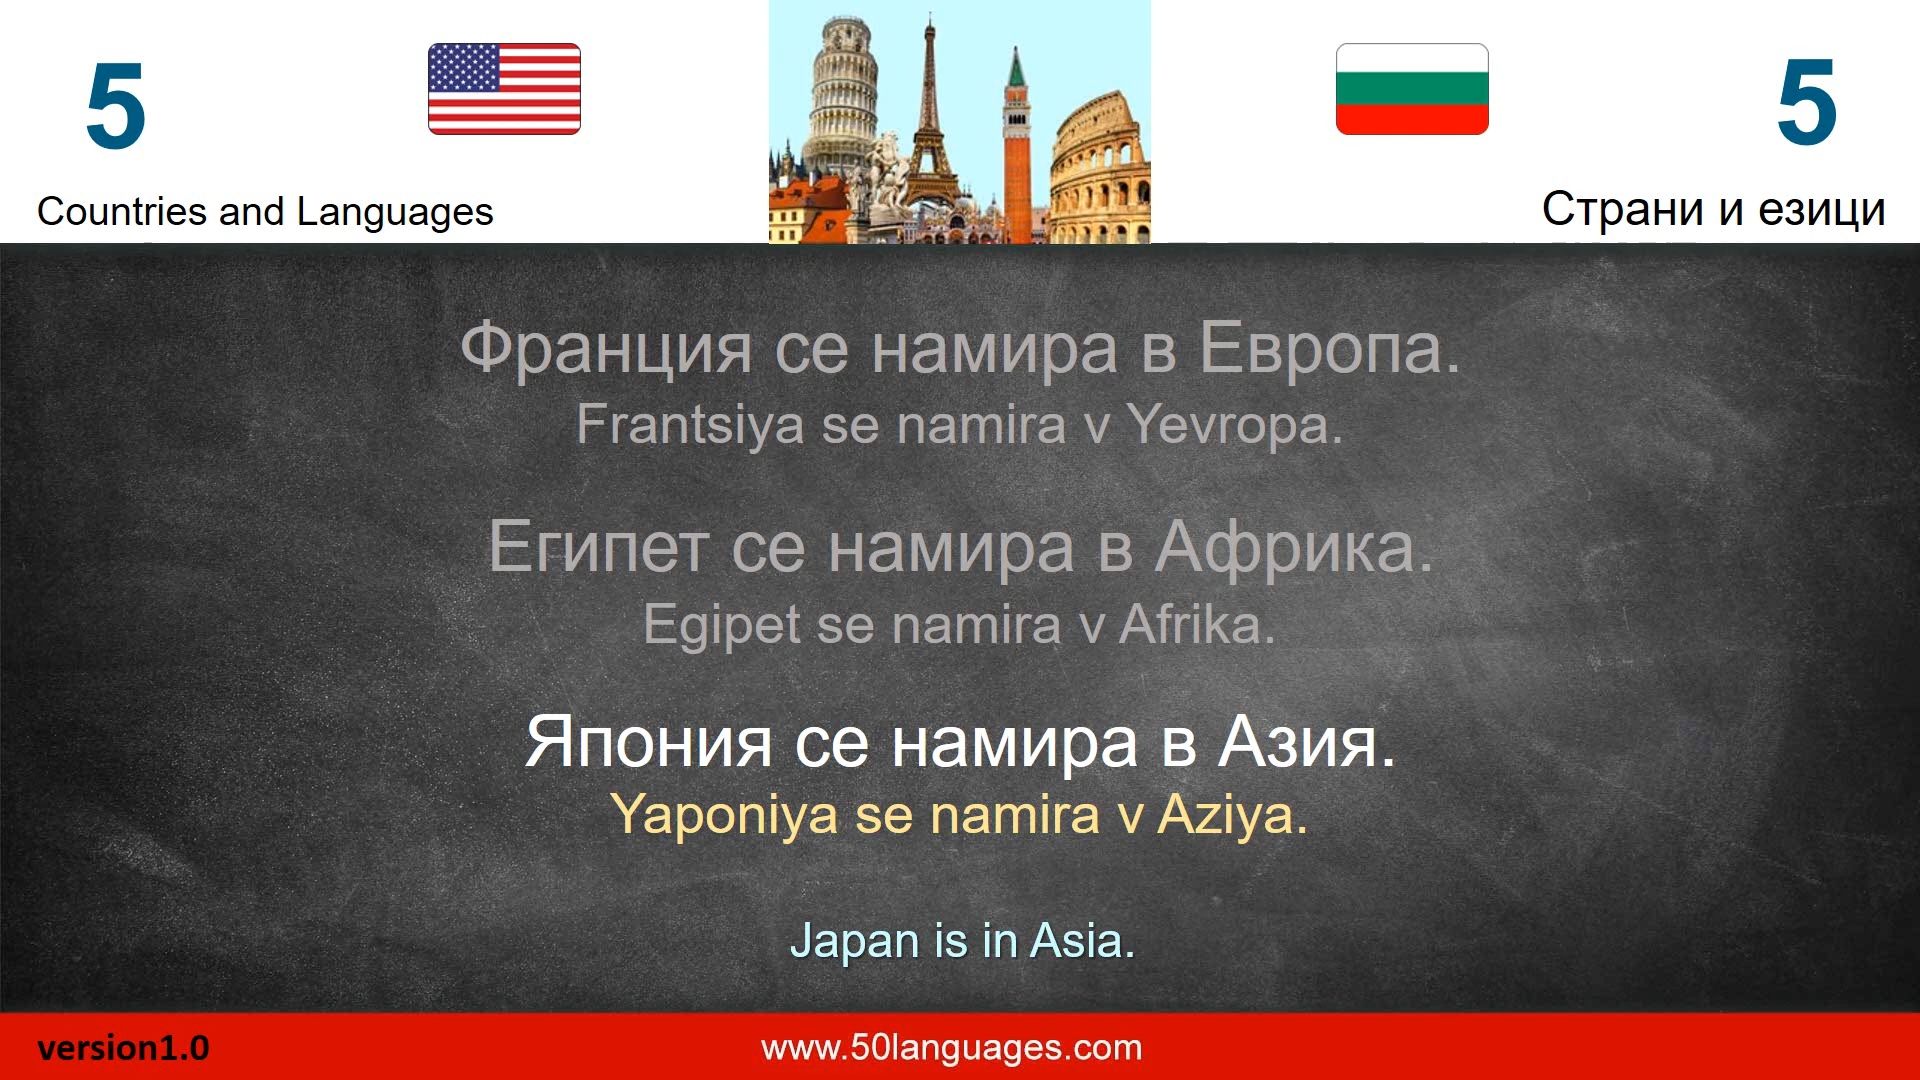 5
5
Countries and Languages
Страни и езици
Франция се намира в Европа.
Frantsiya se namira v Yevropa.
Египет се намира в Африка.
Egipet se namira v Afrika.
Япония се намира в Азия.
Yaponiya se namira v Aziya.
Japan is in Asia.
version1.0
www.50languages.com